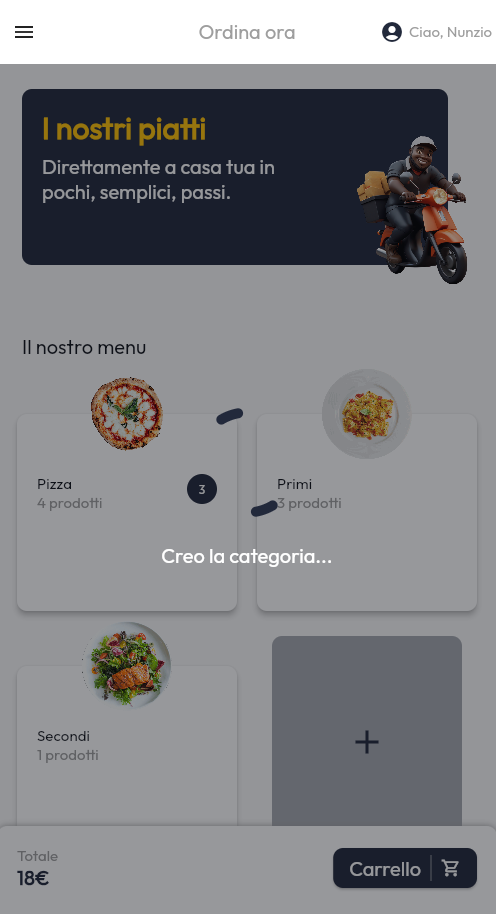 Ordina ora
Ciao, Nunzio
I nostri piatti
Direttamente a casa tua in
pochi, semplici, passi.
Il nostro menu
Pizza
4 prodotti
3
Primi
3 prodotti
Creo la categoria...
Secondi
1 prodotti
Totale
18€
Carrello